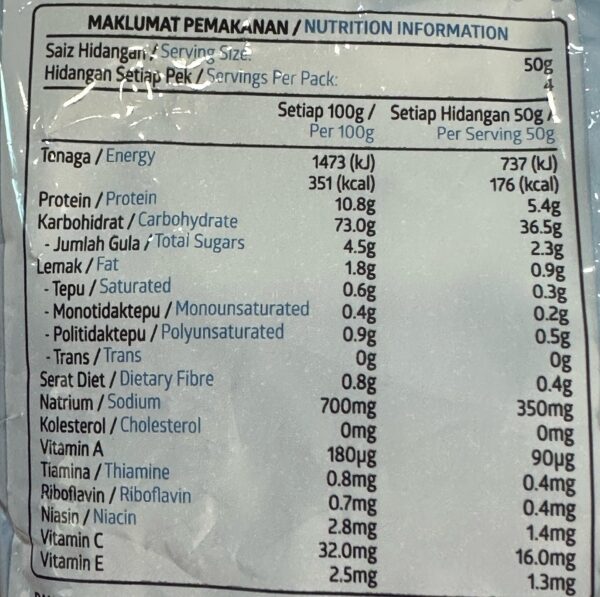 MAKLUMAT PEMAKANAN / NUTRITION INFORMATION
Saiz Hidangan / Serving Size: 50g
Hidangan Setiap Pek / Servings Per Pack: 4
Setiap 100g / Setiap Hidangan 50g /
Per 100g Per Serving 50g
Tenaga / Energy 1473 (kJ) 737 (kJ)
351 (kcal) 176 (kcal)
Protein / Protein 10.8g 5.4g
Karbohidrat / Carbohydrate 73.0g 36.5g
- Jumlah Gula / Total Sugars 4.5g 2.3g
Lemak / Fat 1.8g 0.9g
- Tepu / Saturated 0.6g 0.3g
- Monotidaktepu / Monounsaturated 0.4g 0.2g
- Politidaktepu / Polyunsaturated 0.9g 0.5g
- Trans / Trans 0g 0g
Serat Diet / Dietary Fibre 0.8g 0.4g
Natrium / Sodium 700mg 350mg
Kolesterol / Cholesterol 0mg 0mg
Vitamin A 180µg 90µg
Tiamina / Thiamine 0.8mg 0.4mg
Riboflavin / Riboflavin 0.7mg 0.4mg
Niasin / Niacin 2.8mg 1.4mg
Vitamin C 32.0mg 16.0mg
Vitamin E 2.5mg 1.3mg